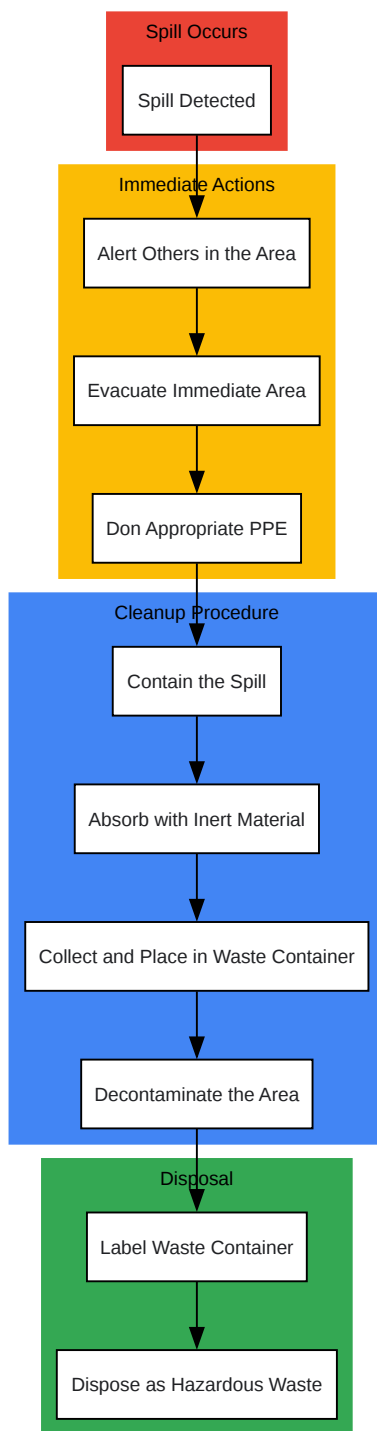 Spill Occurs
Spill Detected
Immediate Actions
Alert Others in the Area
Evacuate Immediate Area
Don Appropriate PPE
Cleanup Procedure
Contain the Spill
Absorb with Inert Material
Collect and Place in Waste Container
Decontaminate the Area
Disposal
Label Waste Container
Dispose as Hazardous Waste